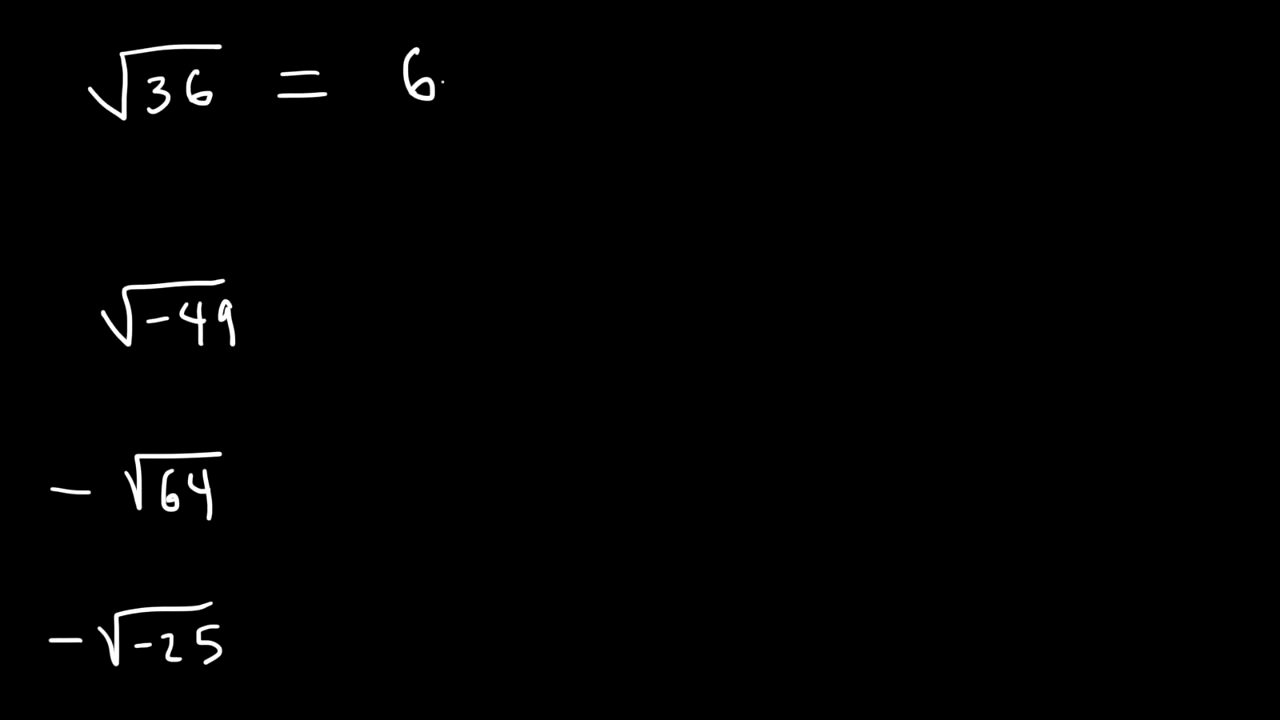 √36 = 6
√-49
- √64
- √-25